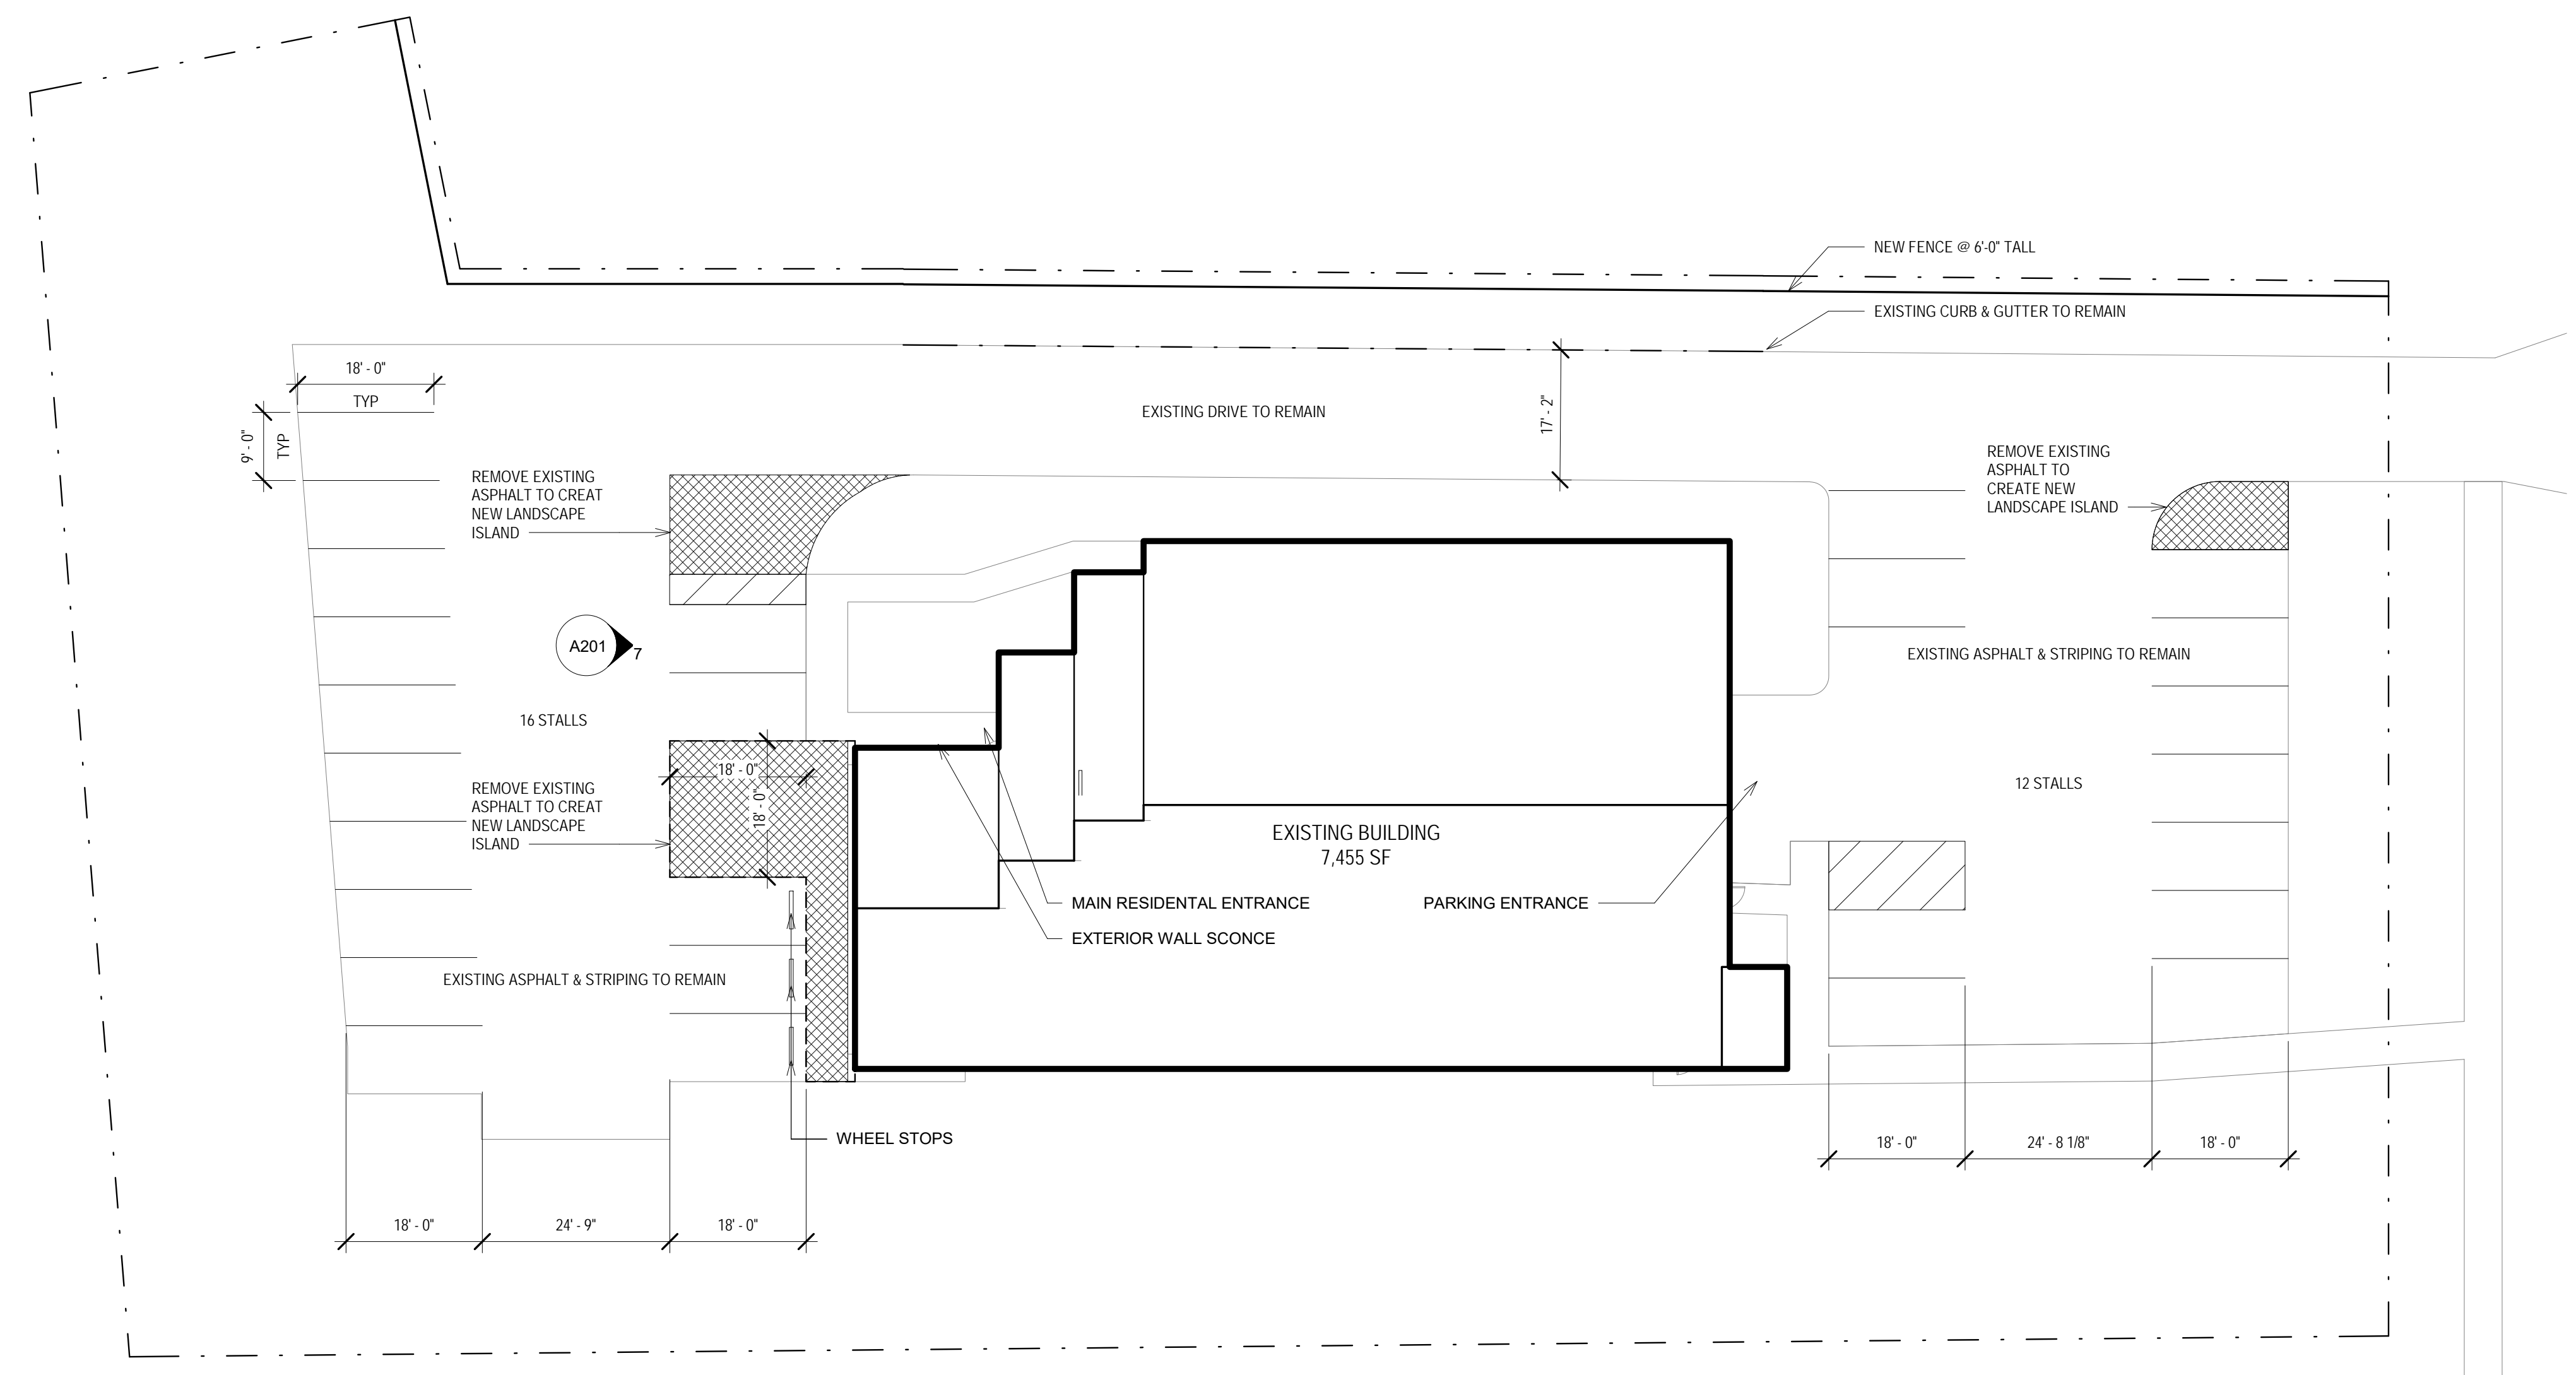 NEW FENCE @ 6'-0" TALL
EXISTING CURB & GUTTER TO REMAIN
18' - 0"
TYP
9' - 0"
TYP
EXISTING DRIVE TO REMAIN
17' - 2"
REMOVE EXISTING
ASPHALT TO CREAT
NEW LANDSCAPE
ISLAND
REMOVE EXISTING
ASPHALT TO
CREATE NEW
LANDSCAPE ISLAND
A201
7
EXISTING ASPHALT & STRIPING TO REMAIN
16 STALLS
18' - 0"
18' - 0"
REMOVE EXISTING
ASPHALT TO CREAT
NEW LANDSCAPE
ISLAND
12 STALLS
EXISTING BUILDING
7,455 SF
MAIN RESIDENTAL ENTRANCE
PARKING ENTRANCE
EXTERIOR WALL SCONCE
EXISTING ASPHALT & STRIPING TO REMAIN
WHEEL STOPS
18' - 0"
24' - 8 1/8"
18' - 0"
18' - 0"
24' - 9"
18' - 0"